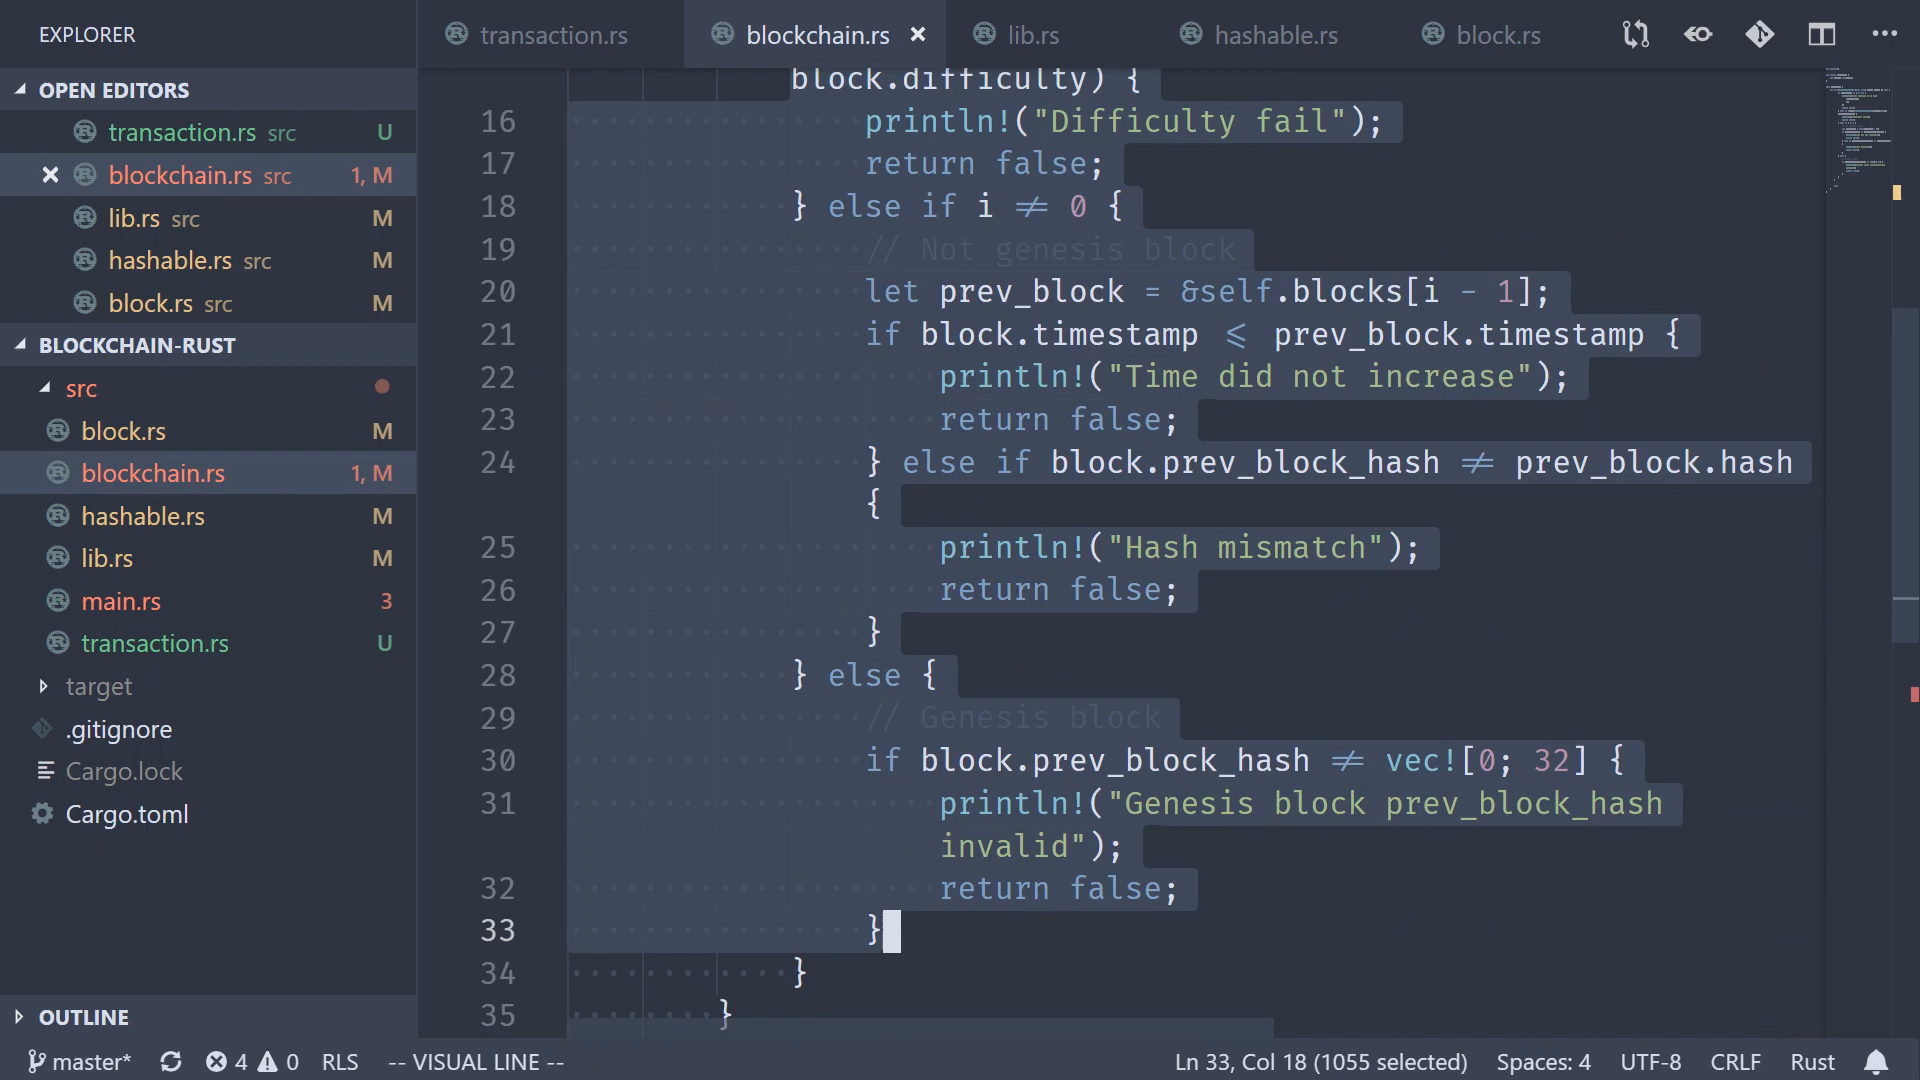 EXPLORER
OPEN EDITORS
transaction.rs src U
blockchain.rs src 1, M
lib.rs src M
hashable.rs src M
block.rs src M
BLOCKCHAIN-RUST
src
block.rs M
blockchain.rs 1, M
hashable.rs M
lib.rs M
main.rs 3
transaction.rs U
target
.gitignore
Cargo.lock
Cargo.toml
OUTLINE
transaction.rs blockchain.rs lib.rs hashable.rs block.rs
block.difficulty) {
16 println!("Difficulty fail");
17 return false;
18 } else if i ≠ 0 {
19 // Not genesis block
20 let prev_block = &self.blocks[i - 1];
21 if block.timestamp ⩽ prev_block.timestamp {
22 println!("Time did not increase");
23 return false;
24 } else if block.prev_block_hash ≠ prev_block.hash
{
25 println!("Hash mismatch");
26 return false;
27 }
28 } else {
29 // Genesis block
30 if block.prev_block_hash ≠ vec![0; 32] {
31 println!("Genesis block prev_block_hash
invalid");
32 return false;
33 }
34 }
35 }
master* 4 0 RLS -- VISUAL LINE -- Ln 33, Col 18 (1055 selected) Spaces: 4 UTF-8 CRLF Rust